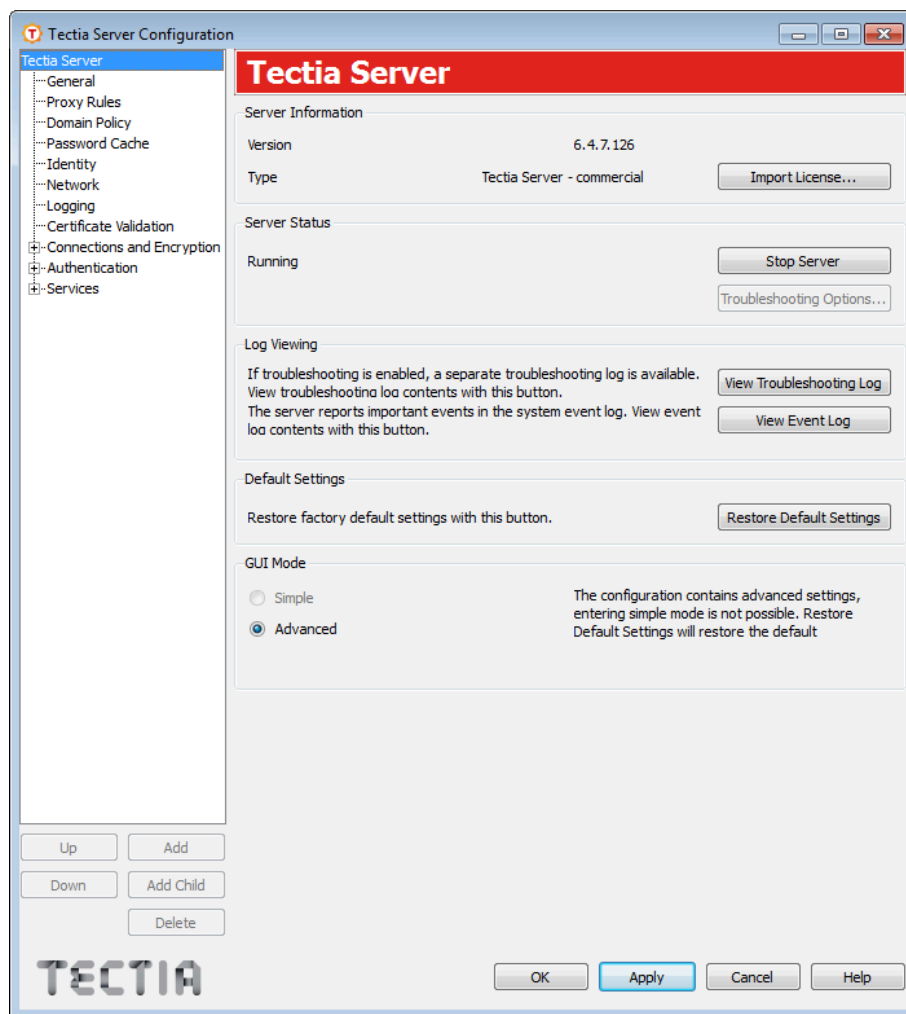 Tectia Server Configuration
Tectia Server
General
Proxy Rules
Domain Policy
Password Cache
Identity
Network
Logging
Certificate Validation
Connections and Encryption
Authentication
Services
Up
Add
Down
Add Child
Delete
TECTIA
Tectia Server
Server Information
Version 6.4.7.126
Type Tectia Server - commercial Import License...
Server Status
Running Stop Server
Troubleshooting Options...
Log Viewing
If troubleshooting is enabled, a separate troubleshooting log is available.
View troubleshooting log contents with this button.
View Troubleshooting Log
The server reports important events in the system event log. View event
log contents with this button.
View Event Log
Default Settings
Restore factory default settings with this button. Restore Default Settings
GUI Mode
Simple
Advanced
The configuration contains advanced settings,
entering simple mode is not possible. Restore
Default Settings will restore the default
OK Apply Cancel Help